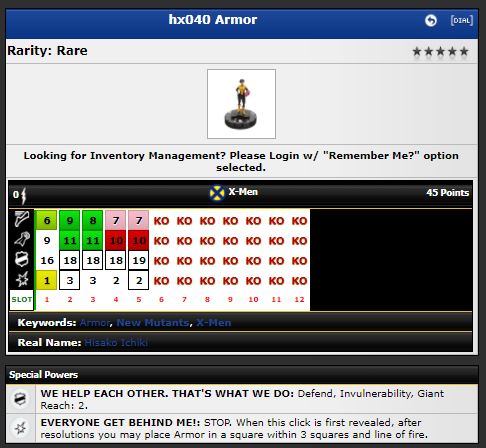 hx040 Armor
[DIAL]
Rarity: Rare
Looking for Inventory Management? Please Login w/ "Remember Me?" option
selected.
0 X-Men 45 Points
6 9 8 7 7 KO KO KO KO KO KO KO
9 11 11 10 10 KO KO KO KO KO KO KO
16 18 18 18 19 KO KO KO KO KO KO KO
1 3 3 2 2 KO KO KO KO KO KO KO
SLOT 1 2 3 4 5 6 7 8 9 10 11 12
Keywords: Armor, New Mutants, X-Men
Real Name: Hisako Ichiki
Special Powers
WE HELP EACH OTHER. THAT'S WHAT WE DO: Defend, Invulnerability, Giant
Reach: 2.
EVERYONE GET BEHIND ME!: STOP. When this click is first revealed, after
resolutions you may place Armor in a square within 3 squares and line of fire.